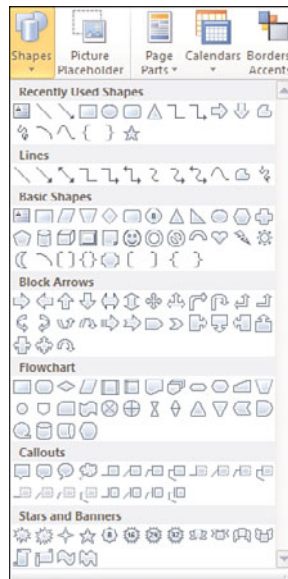 Shapes Picture Placeholder Page Parts Calendars Borders Accents
Recently Used Shapes
Lines
Basic Shapes
Block Arrows
Flowchart
Callouts
Stars and Banners